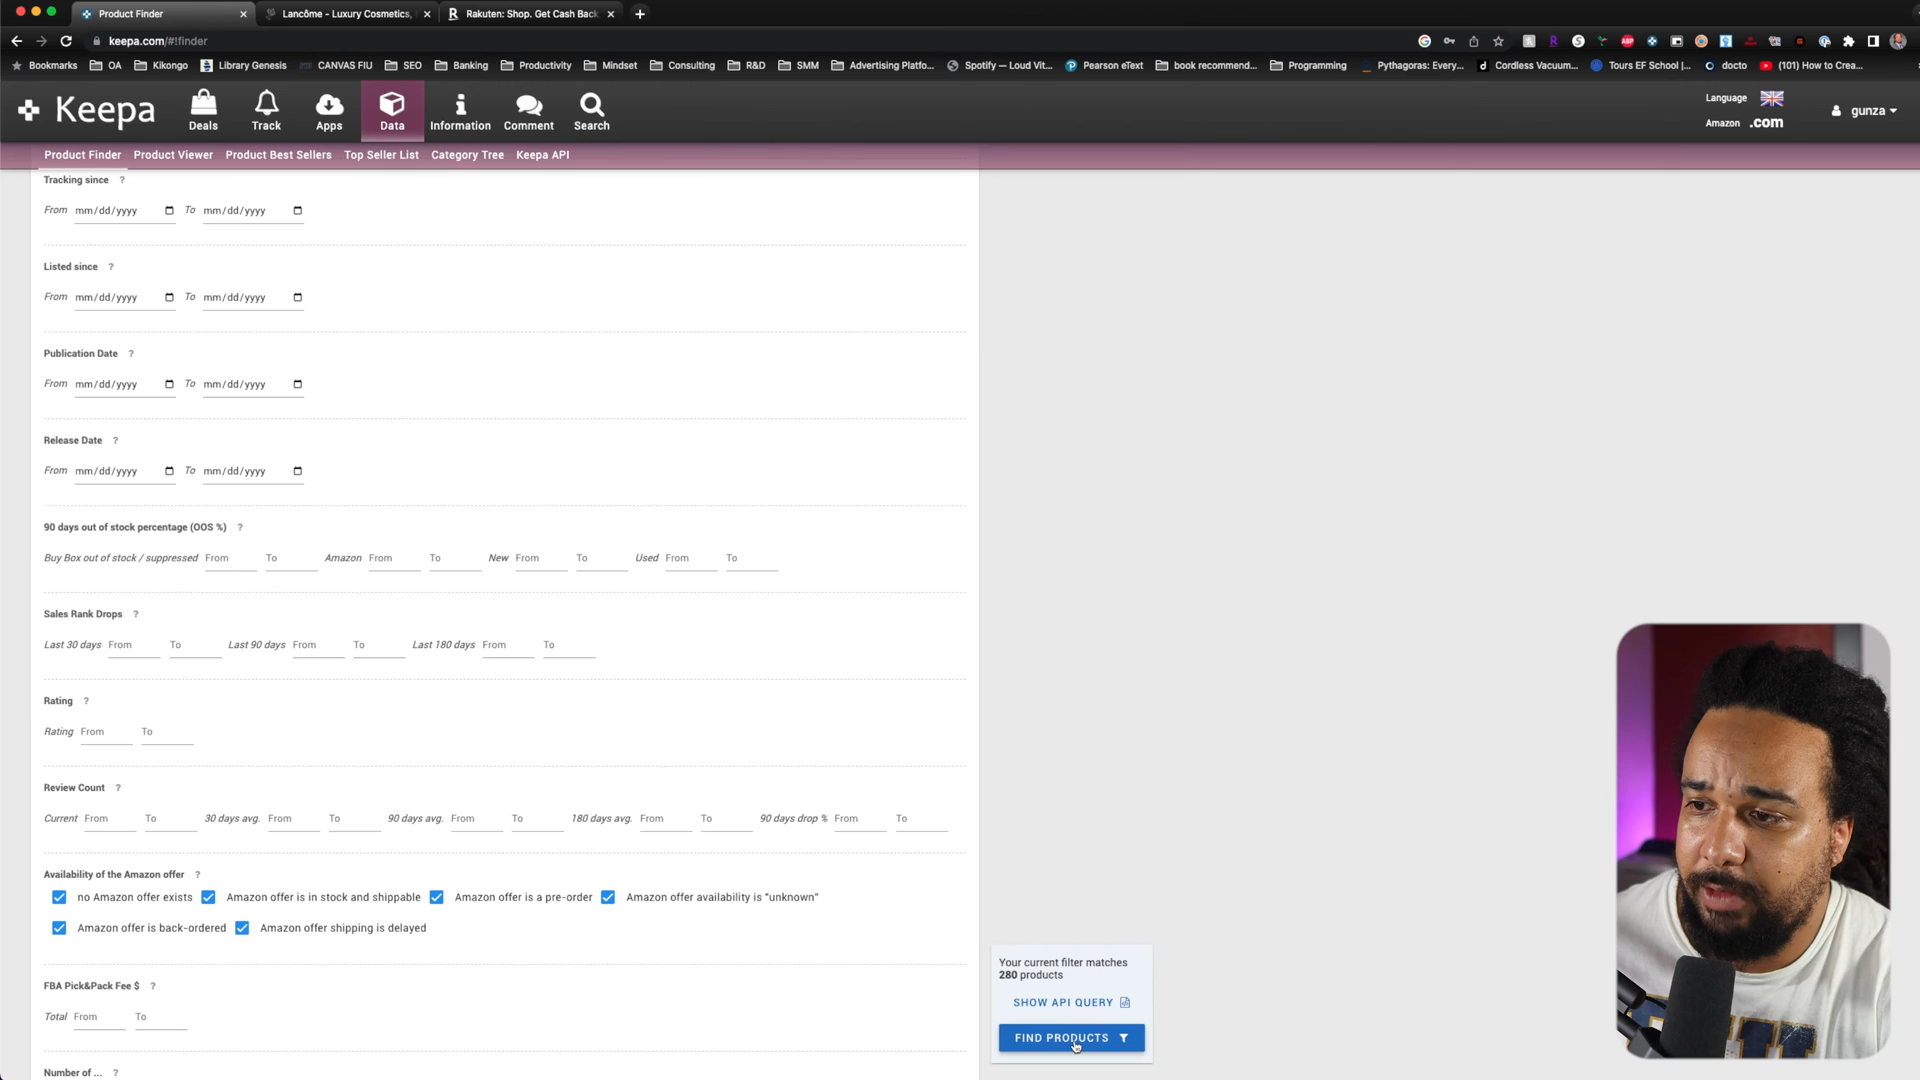 Product Finder
Lancôme - Luxury Cosmetics,
Rakuten: Shop. Get Cash Back
keepa.com/#!finder
Bookmarks OA Kikongo Library Genesis CANVAS FIU SEO Banking Productivity Mindset Consulting R&D SMM Advertising Platfo... Spotify — Loud Vit... Pearson eText book recommend... Programming Pythagoras: Every... Cordless Vacuum... Tours EF School |... docto (101) How to Crea...
Keepa
Deals Track Apps Data Information Comment Search
Language
Amazon .com
gunza
Product Finder Product Viewer Product Best Sellers Top Seller List Category Tree Keepa API
Tracking since ?
From mm/dd/yyyy To mm/dd/yyyy
Listed since ?
From mm/dd/yyyy To mm/dd/yyyy
Publication Date ?
From mm/dd/yyyy To mm/dd/yyyy
Release Date ?
From mm/dd/yyyy To mm/dd/yyyy
90 days out of stock percentage (OOS %) ?
Buy Box out of stock / suppressed From To Amazon From To New From To Used From To
Sales Rank Drops ?
Last 30 days From To Last 90 days From To Last 180 days From To
Rating ?
Rating From To
Review Count ?
Current From To 30 days avg. From To 90 days avg. From To 180 days avg. From To 90 days drop % From To
Availability of the Amazon offer ?
no Amazon offer exists Amazon offer is in stock and shippable Amazon offer is a pre-order Amazon offer availability is "unknown"
Amazon offer is back-ordered Amazon offer shipping is delayed
FBA Pick&Pack Fee $ ?
Total From To
Number of ... ?
Your current filter matches
280 products
SHOW API QUERY
FIND PRODUCTS